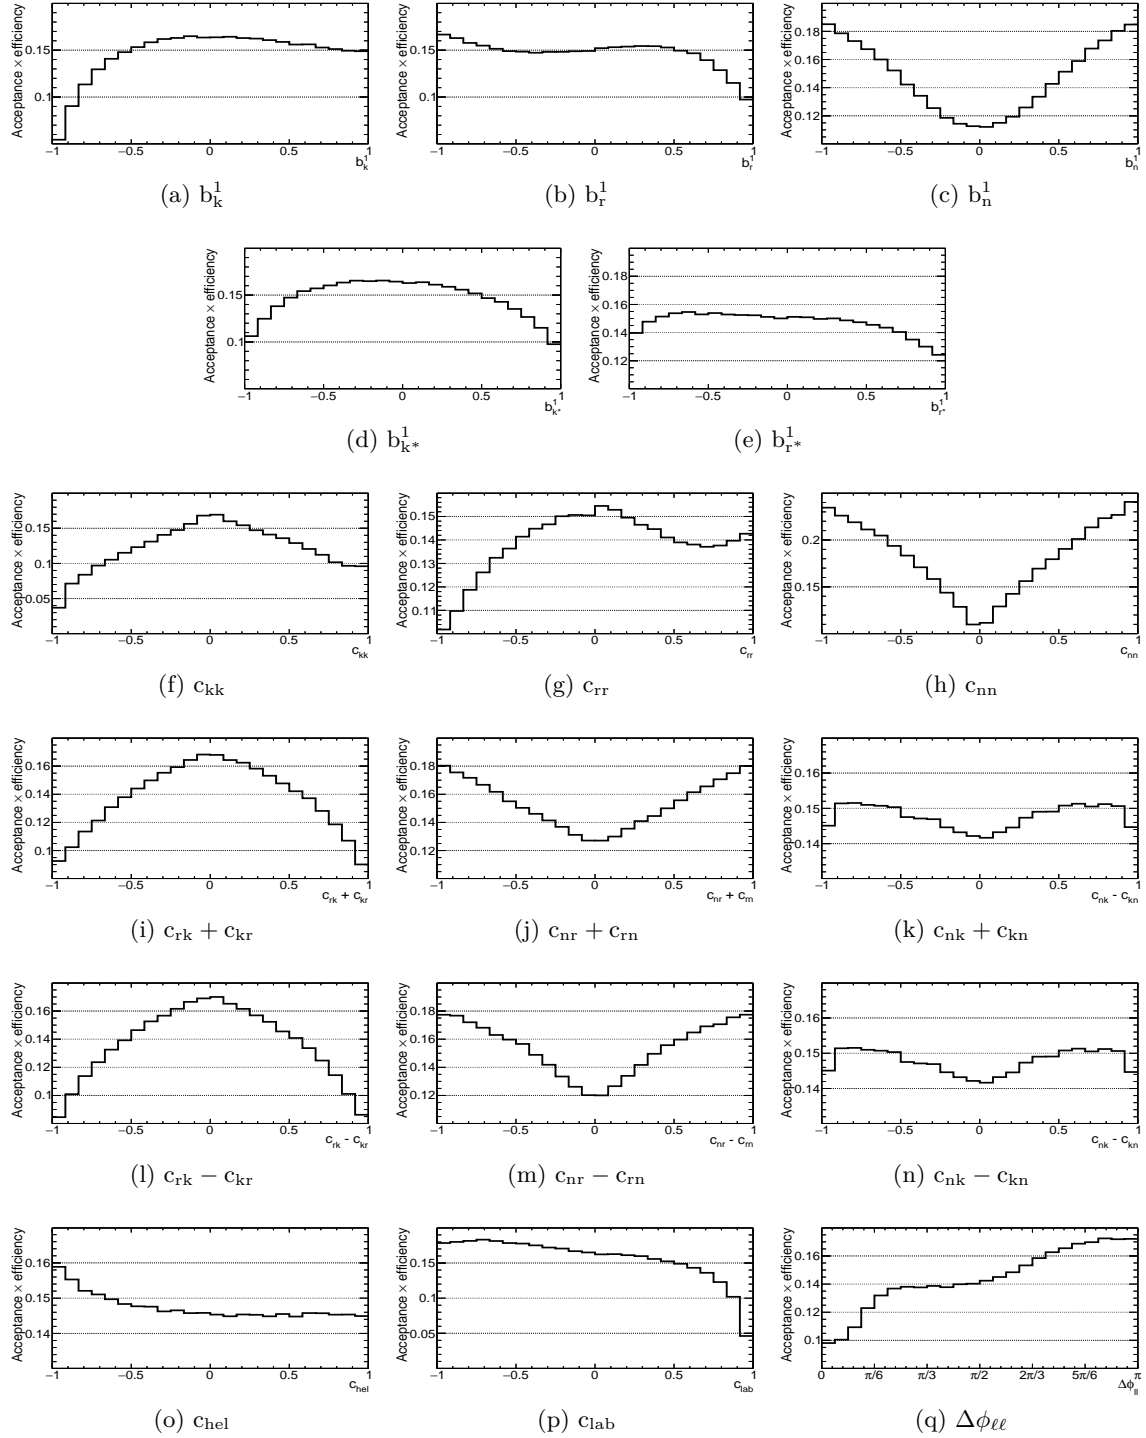 Acceptance × efficiency
0.15
0.1
−1 −0.5 0 0.5 1
b_k^1
(a) b_k^1
Acceptance × efficiency
0.15
0.1
−1 −0.5 0 0.5 1
b_r^1
(b) b_r^1
Acceptance × efficiency
0.18
0.16
0.14
0.12
−1 −0.5 0 0.5 1
b_n^1
(c) b_n^1
Acceptance × efficiency
0.15
0.1
−1 −0.5 0 0.5 1
b_k*^1
(d) b_k*^1
Acceptance × efficiency
0.18
0.16
0.14
0.12
−1 −0.5 0 0.5 1
b_r*^1
(e) b_r*^1
Acceptance × efficiency
0.15
0.1
0.05
−1 −0.5 0 0.5 1
c_kk
(f) c_kk
Acceptance × efficiency
0.15
0.14
0.13
0.12
0.11
−1 −0.5 0 0.5 1
c_rr
(g) c_rr
Acceptance × efficiency
0.2
−1 −0.5 0 0.5 1
c_nn
(h) c_nn
Acceptance × efficiency
0.16
0.14
0.12
0.1
−1 −0.5 0 0.5 1
c_rk + c_kr
(i) c_rk + c_kr
Acceptance × efficiency
0.18
0.16
0.14
0.12
−1 −0.5 0 0.5 1
c_nr + c_rn
(j) c_nr + c_rn
Acceptance × efficiency
0.16
0.15
0.14
−1 −0.5 0 0.5 1
c_nk - c_kn
(k) c_nk + c_kn
Acceptance × efficiency
0.16
0.14
0.12
0.1
−1 −0.5 0 0.5 1
c_rk - c_kr
(l) c_rk − c_kr
Acceptance × efficiency
0.18
0.16
0.14
0.12
−1 −0.5 0 0.5 1
c_nr - c_rn
(m) c_nr − c_rn
Acceptance × efficiency
0.16
0.15
0.14
−1 −0.5 0 0.5 1
c_nk - c_kn
(n) c_nk − c_kn
Acceptance × efficiency
0.16
0.15
0.14
−1 −0.5 0 0.5 1
c_hel
(o) c_hel
Acceptance × efficiency
0.2
0.15
0.1
0.05
−1 −0.5 0 0.5 1
c_lab
(p) c_lab
Acceptance × efficiency
0.16
0.14
0.12
0.1
0 π/6 π/3 π/2 2π/3 5π/6 π
Δϕ_ll
(q) Δϕ_ℓℓ